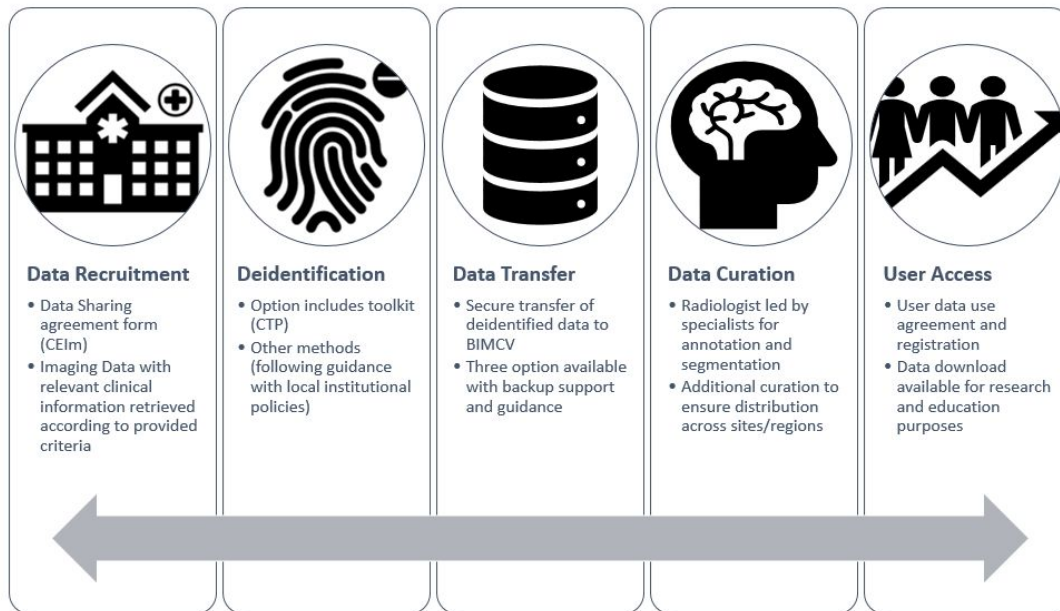 Data Recruitment
• Data Sharing
agreement form
(CEIm)
• Imaging Data with
relevant clinical
information retrieved
according to provided
criteria
Deidentification
• Option includes toolkit
(CTP)
• Other methods
(following guidance
with local institutional
policies)
Data Transfer
• Secure transfer of
deidentified data to
BIMCV
• Three option available
with backup support
and guidance
Data Curation
• Radiologist led by
specialists for
annotation and
segmentation
• Additional curation to
ensure distribution
across sites/regions
User Access
• User data use
agreement and
registration
• Data download
available for research
and education
purposes